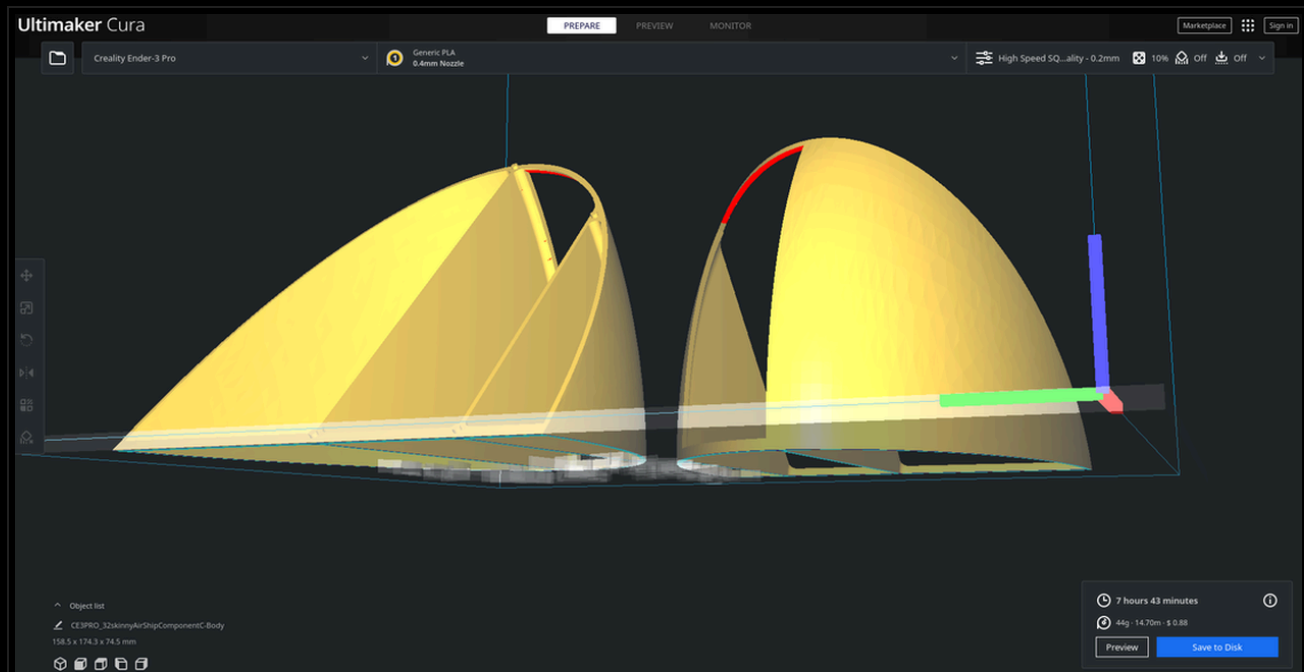 Ultimaker Cura
PREPARE
PREVIEW
MONITOR
Marketplace
Sign in
Creality Ender-3 Pro
1
Generic PLA
0.4mm Nozzle
High Speed SQ...ality - 0.2mm
10%
Off
Off
Object list
CE3PRO_32skinnyAirShipComponentC-Body
158.5 x 174.3 x 74.5 mm
7 hours 43 minutes
44g · 14.70m · $ 0.88
Preview
Save to Disk